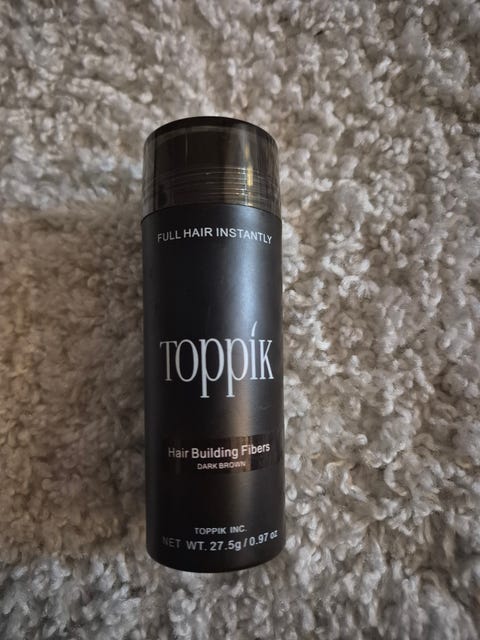 FULL HAIR INSTANTLY
TOPPIK
Hair Building Fibers
DARK BROWN
TOPPIK INC.
NET WT. 27.5g / 0.97 oz